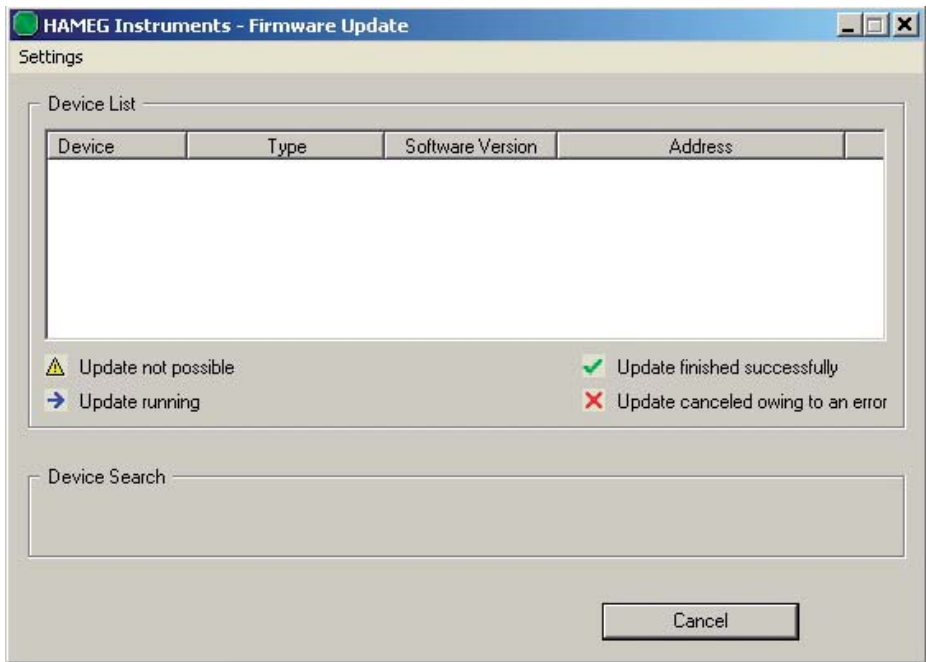 HAMEG Instruments - Firmware Update
Settings
Device List
Device Type Software Version Address
Update not possible Update finished successfully
Update running Update canceled owing to an error
Device Search
Cancel